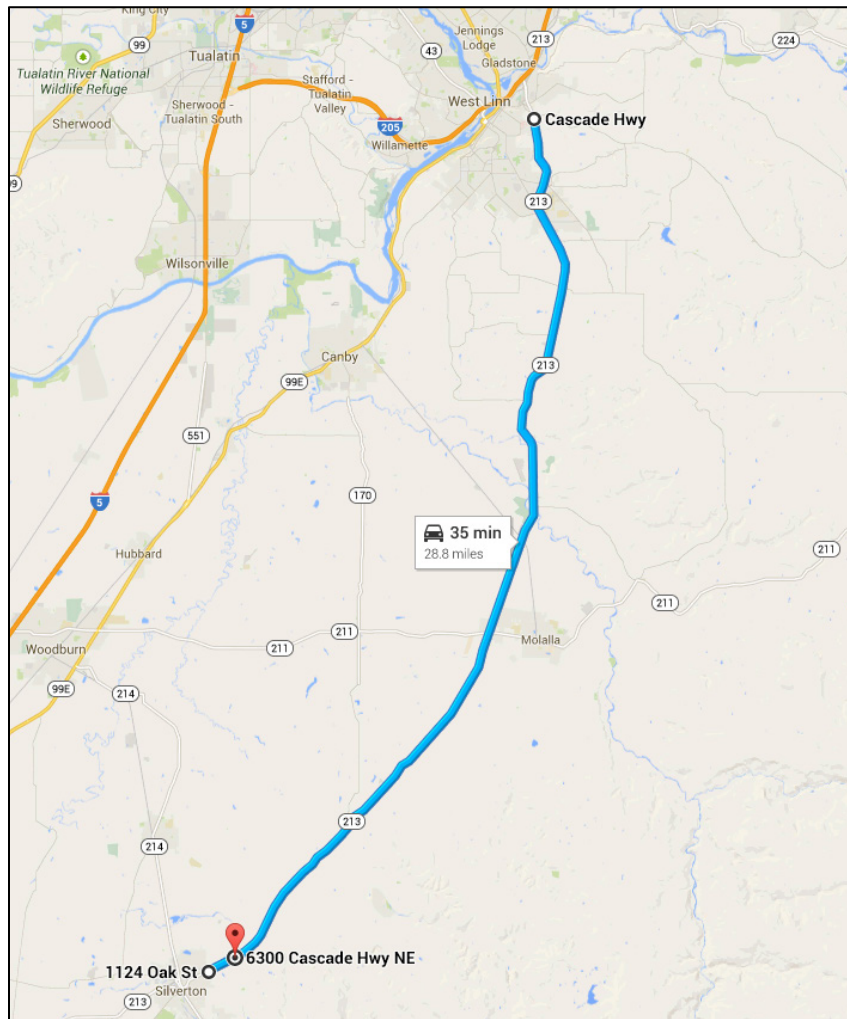 King City
5
99
Tualatin
Tualatin River National
Wildlife Refuge
Sherwood
Sherwood -
Tualatin South
Stafford -
Tualatin
Valley
43
Jennings
Lodge
Gladstone
213
224
West Linn
205
Willamette
Cascade Hwy
99
213
Wilsonville
213
Canby
99E
551
170
5
35 min
28.8 miles
Hubbard
211
211
211
211
Molalla
Woodburn
99E
214
213
214
6300 Cascade Hwy NE
1124 Oak St
Silverton
213